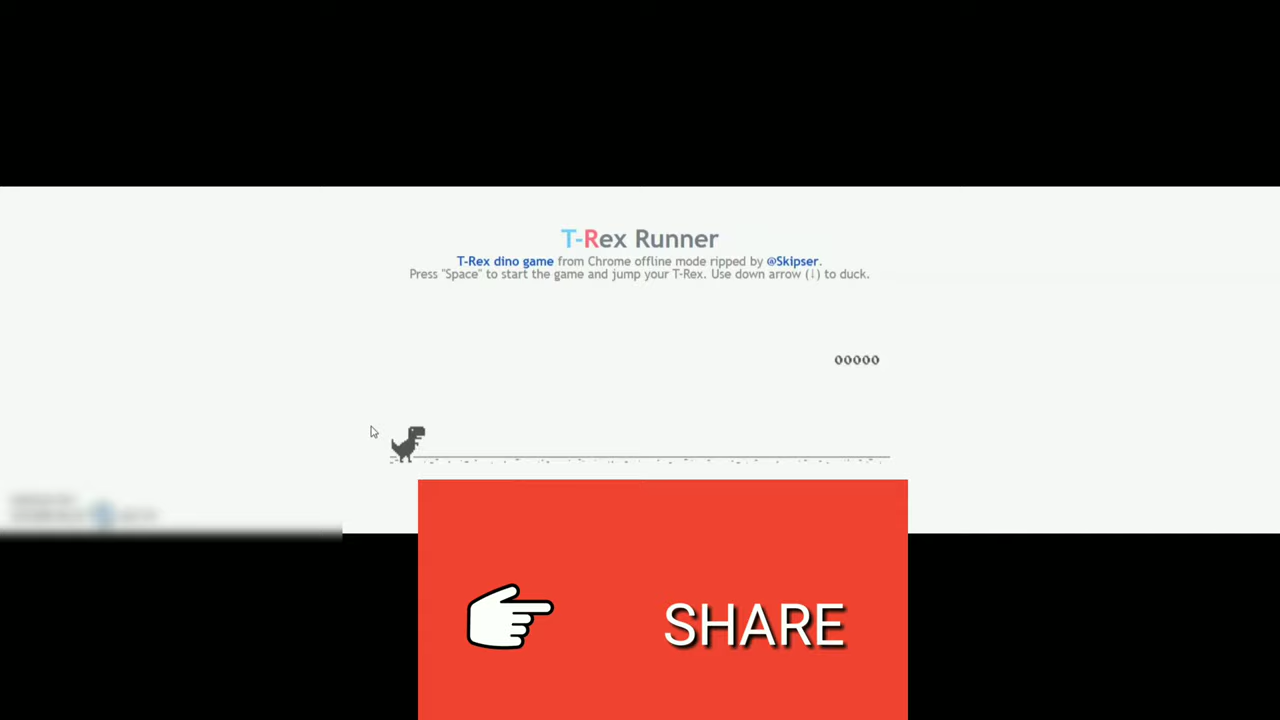 T-Rex Runner
T-Rex dino game from Chrome offline mode ripped by @Skipser.
Press "Space" to start the game and jump your T-Rex. Use down arrow (↓) to duck.
00000
SHARE